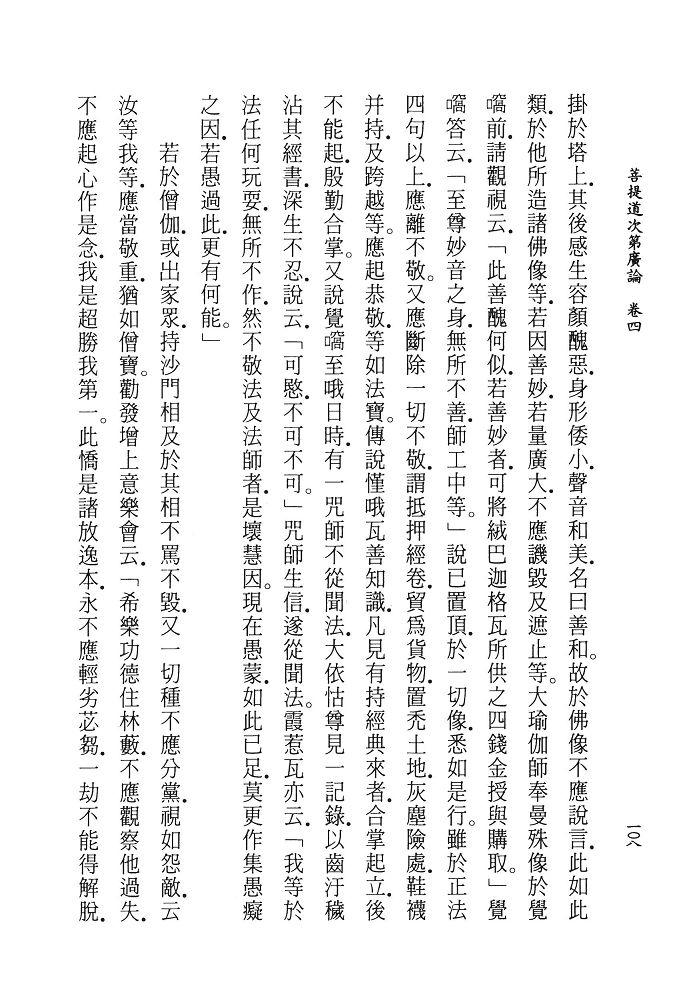 菩提道次第廣論　卷四
一〇八
掛於塔上．其後感生容顏醜惡．身形倭小．聲音和美．名曰善和。故於佛像不應說言．此如此
類．於他所造諸佛像等．若因善妙．若量廣大．不應譏毀及遮止等。大瑜伽師奉曼殊像於覺
㘄前．請觀視云．「此善醜何似．若善妙者．可將絨巴迦格瓦所供之四錢金授與購取。」覺
㘄答云．「至尊妙音之身．無所不善．師工中等。」說已置頂．於一切像．悉如是行。雖於正法
四句以上．應離不敬。又應斷除一切不敬．謂抵押經卷．貿爲貨物．置禿土地．灰塵險處．鞋襪
并持．及跨越等。應起恭敬．等如法寶。傳說慬哦瓦善知識．凡見有持經典來者．合掌起立．後
不能起．殷勤合掌。又說覺㘄至哦日時．有一咒師不從聞法．大依怙尊見一記錄．以齒汙穢
沾其經書．深生不忍．說云．「可愍．不可不可。」咒師生信．遂從聞法。霞惹瓦亦云．「我等於
法任何玩耍．無所不作．然不敬法及法師者．是壞慧因。現在愚蒙．如此已足．莫更作集愚癡
之因．若愚過此．更有何能。」
若於僧伽．或出家眾．持沙門相及於其相不罵不毀．又一切種不應分黨．視如怨敵．云
汝等我等．應當敬重．猶如僧寶。勸發增上意樂會云．「希樂功德住林藪．不應觀察他過失．
不應起心作是念．我是超勝我第一。此憍是諸放逸本．永不應輕劣苾芻．一劫不能得解脫．